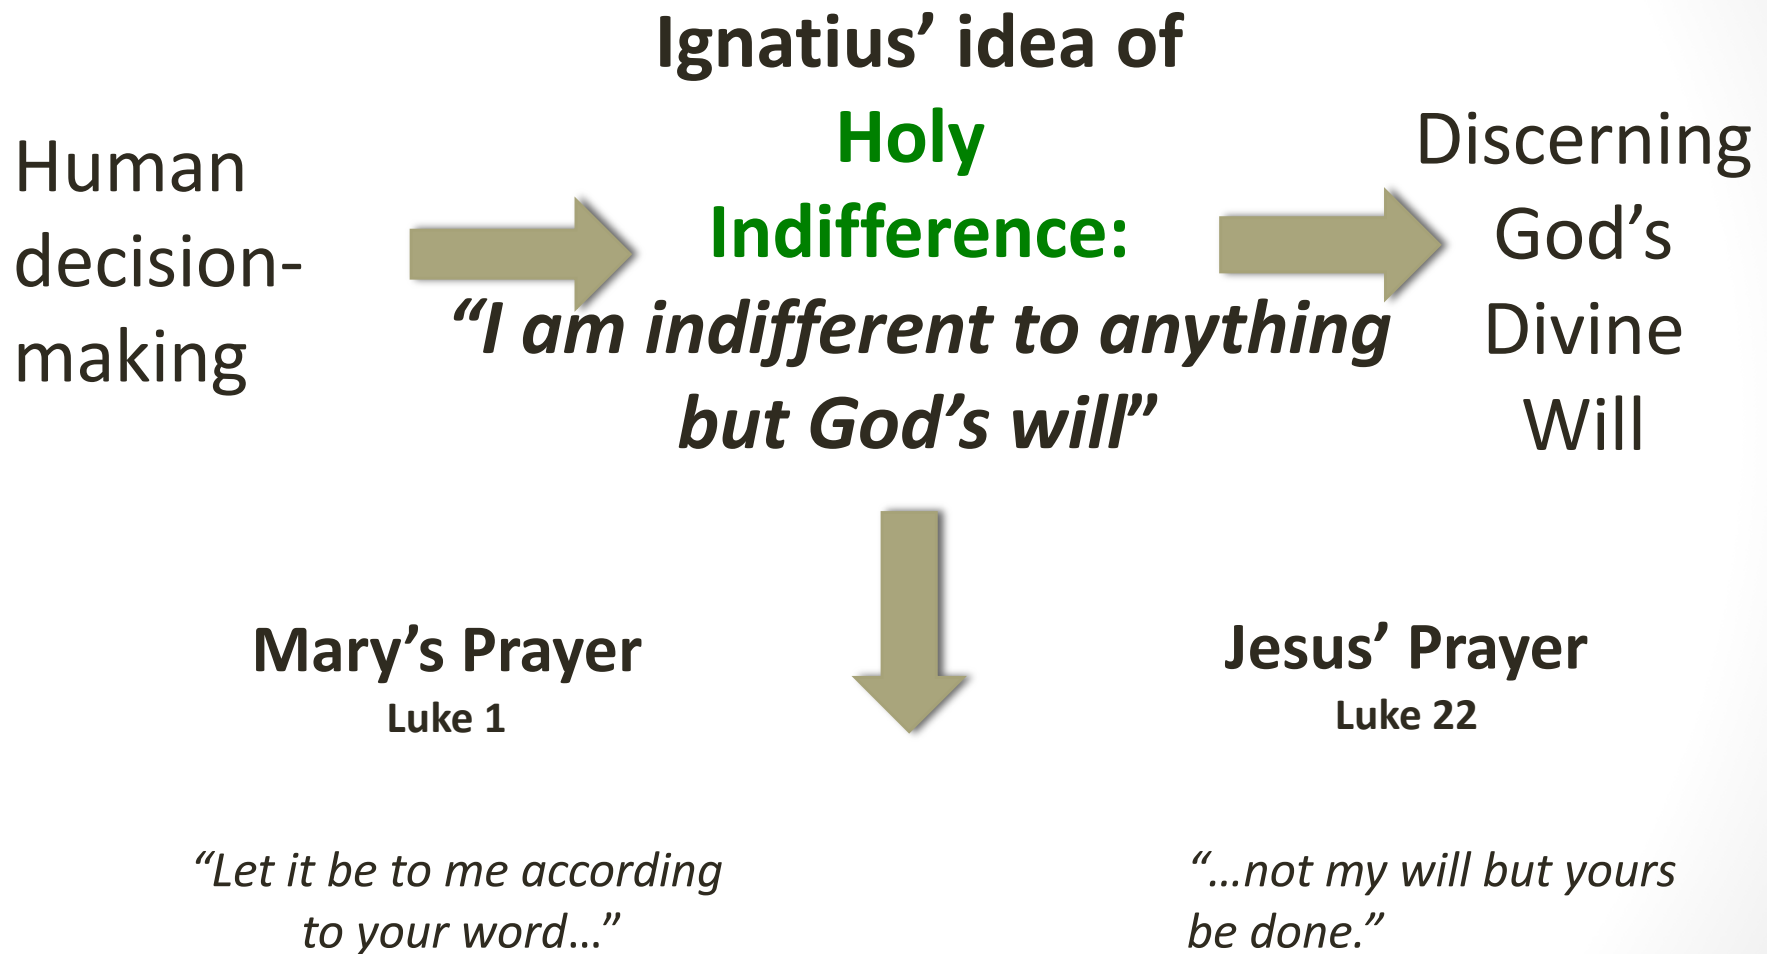 Ignatius’ idea of
Holy
Indifference:
“I am indifferent to anything
but God’s will”
Human
decision-
making
Discerning
God’s
Divine
Will
Mary’s Prayer
Luke 1
“Let it be to me according
to your word…”
Jesus’ Prayer
Luke 22
“…not my will but yours
be done.”